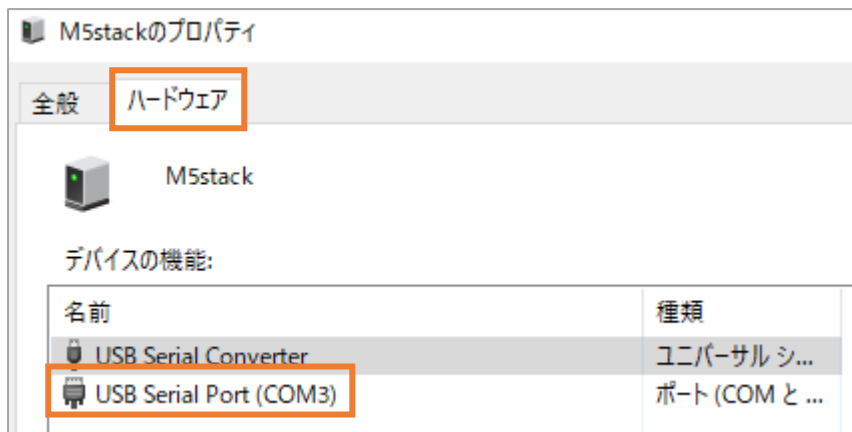 M5stackのプロパティ
全般 ハードウェア
M5stack
デバイスの機能:
名前 種類
USB Serial Converter ユニバーサル シ...
USB Serial Port (COM3) ポート (COM と ...